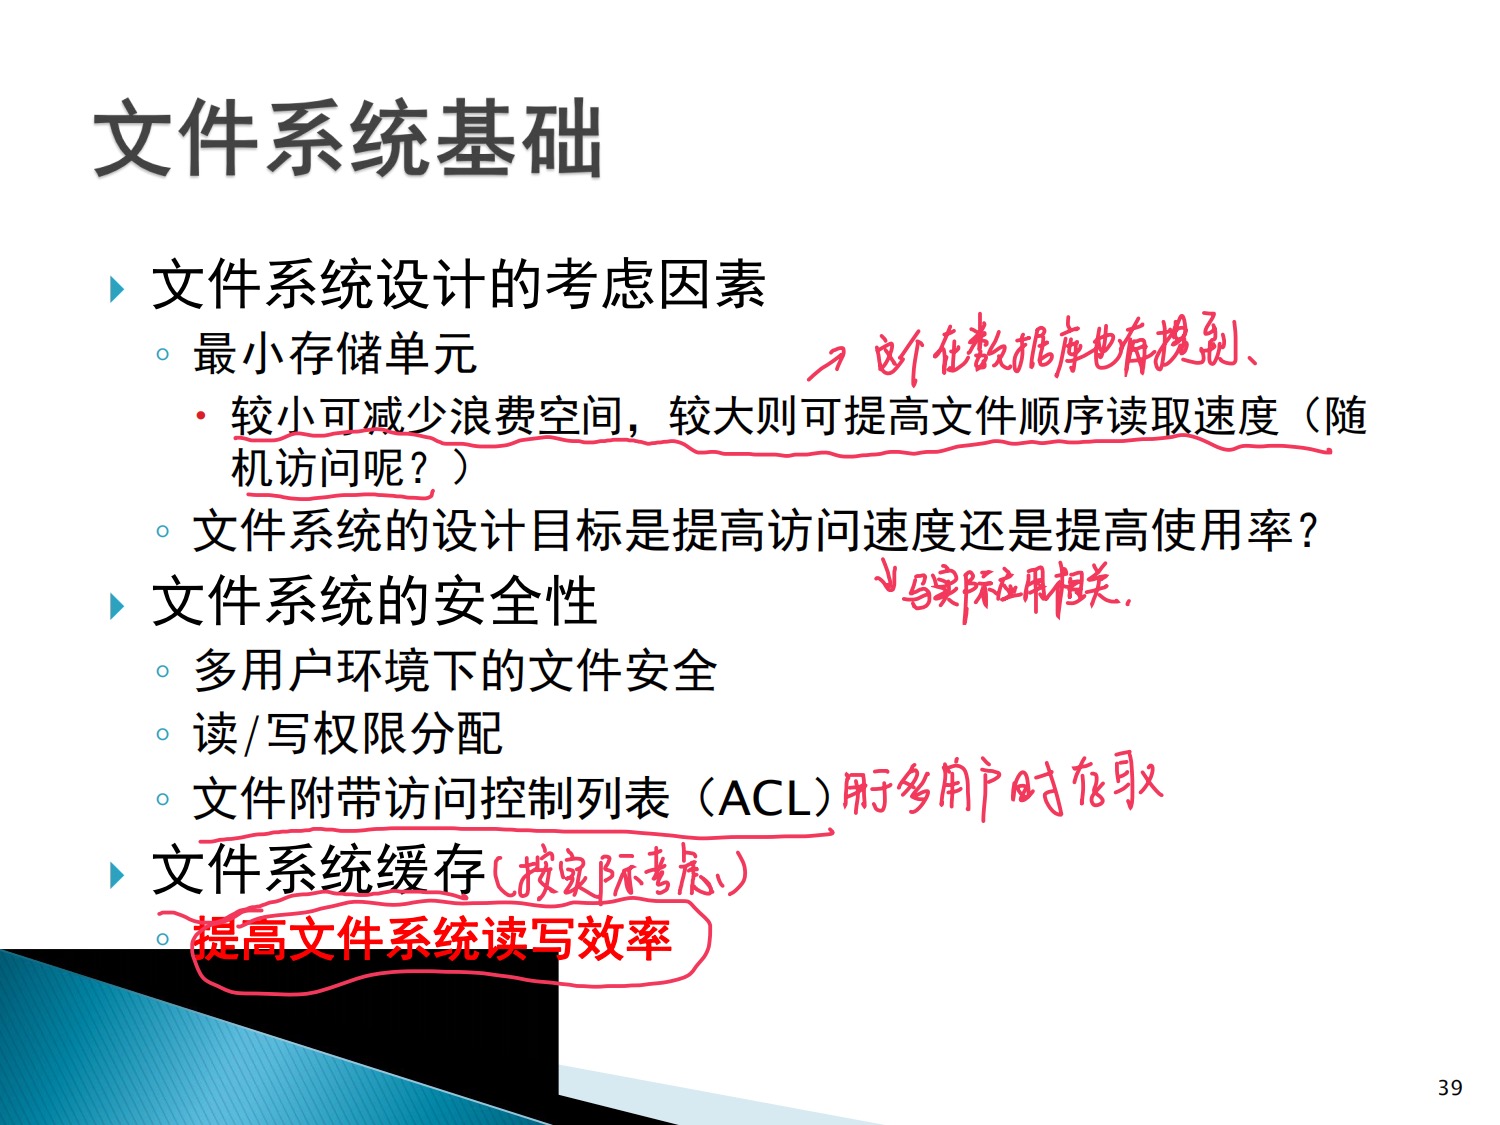 文件系统基础
文件系统设计的考虑因素
最小存储单元
这个在数据库也有提到、
较小可减少浪费空间，较大则可提高文件顺序读取速度（随
机访问呢？）
文件系统的设计目标是提高访问速度还是提高使用率？
与实际应用相关.
文件系统的安全性
多用户环境下的文件安全
读/写权限分配
文件附带访问控制列表（ACL）用于多用户时存取
文件系统缓存(按实际考虑、)
提高文件系统读写效率
39